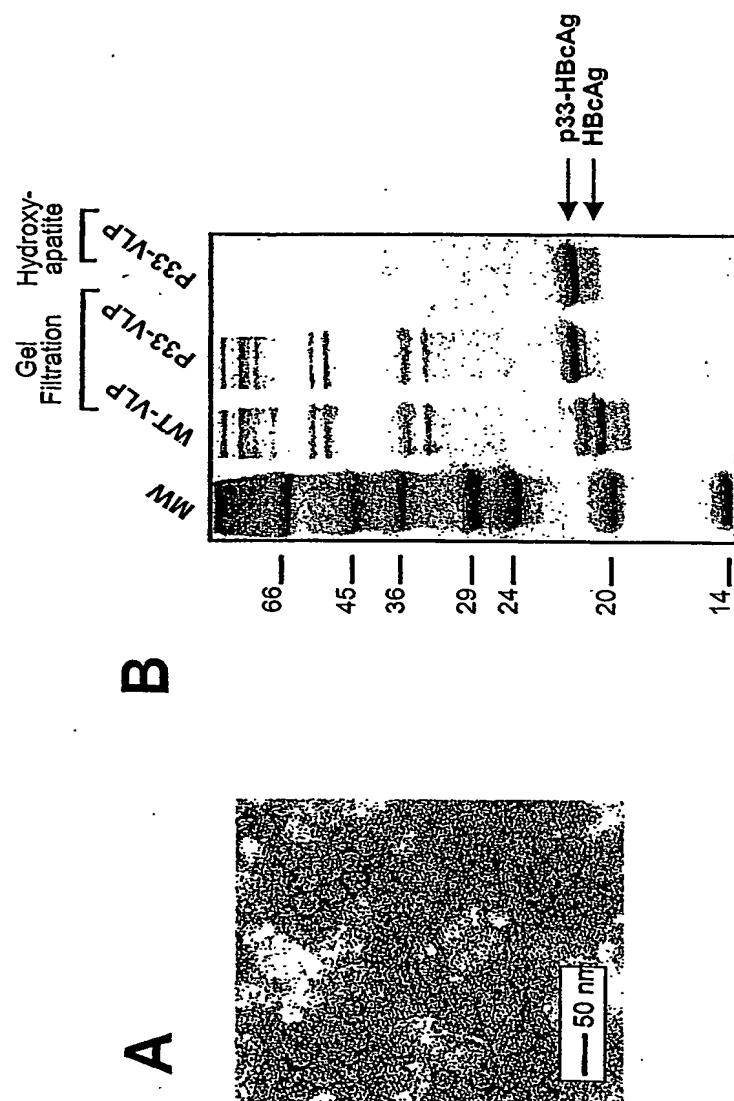 A
50 nm
B
Gel
Filtration
Hydroxy-
apatite
MW
WT-VLP
P33-VLP
P33-VLP
66
45
36
29
24
20
14
p33-HBcAg
HBcAg